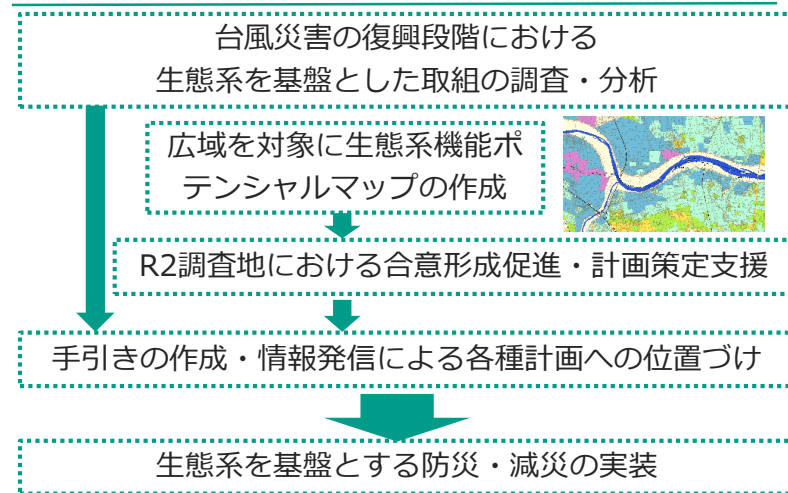 台風災害の復興段階における
生態系を基盤とした取組の調査・分析
広域を対象に生態系機能ポ
テンシャルマップの作成
R2調査地における合意形成促進・計画策定支援
手引きの作成・情報発信による各種計画への位置づけ
生態系を基盤とする防災・減災の実装